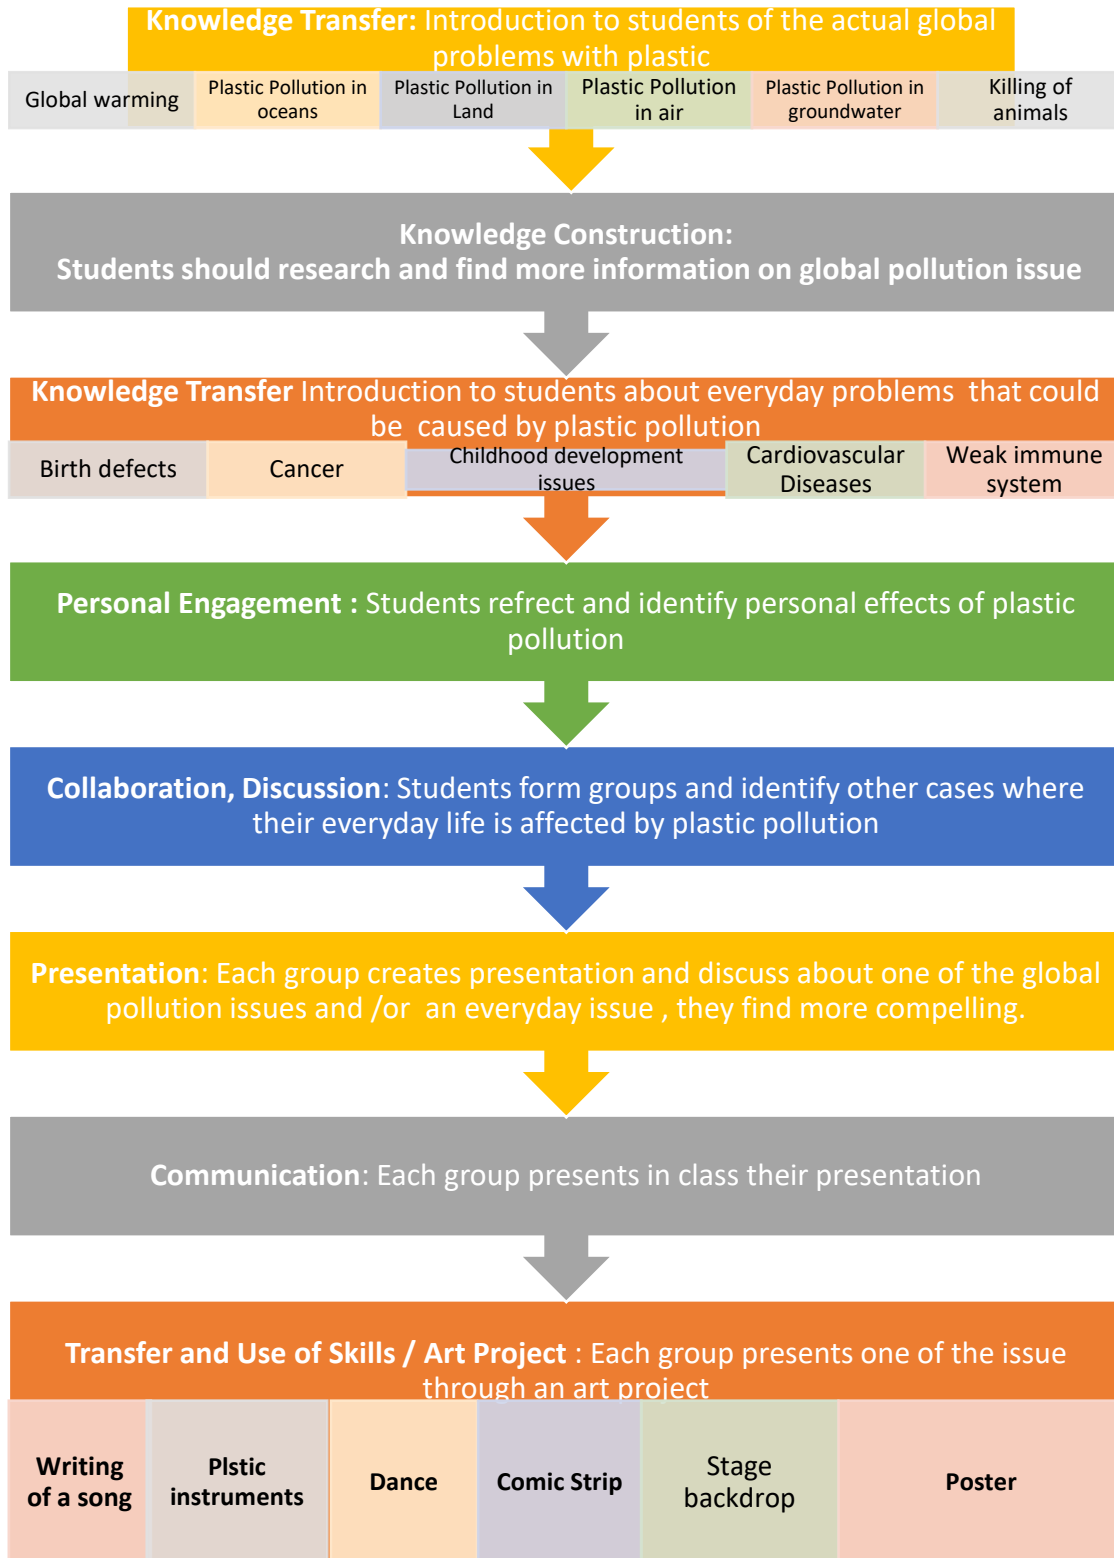 Knowledge Transfer: Introduction to students of the actual global
problems with plastic
Global warming
Plastic Pollution in
oceans
Plastic Pollution in
Land
Plastic Pollution
in air
Plastic Pollution in
groundwater
Killing of
animals
Knowledge Construction:
Students should research and find more information on global pollution issue
Knowledge Transfer Introduction to students about everyday problems  that could
be  caused by plastic pollution
Birth defects
Cancer
Childhood development
issues
Cardiovascular
Diseases
Weak immune
system
Personal Engagement : Students refrect and identify personal effects of plastic
pollution
Collaboration, Discussion: Students form groups and identify other cases where
their everyday life is affected by plastic pollution
Presentation: Each group creates presentation and discuss about one of the global
pollution issues and /or  an everyday issue , they find more compelling.
Communication: Each group presents in class their presentation
Transfer and Use of Skills / Art Project : Each group presents one of the issue
through an art project
Writing
of a song
Plstic
instruments
Dance
Comic Strip
Stage
backdrop
Poster